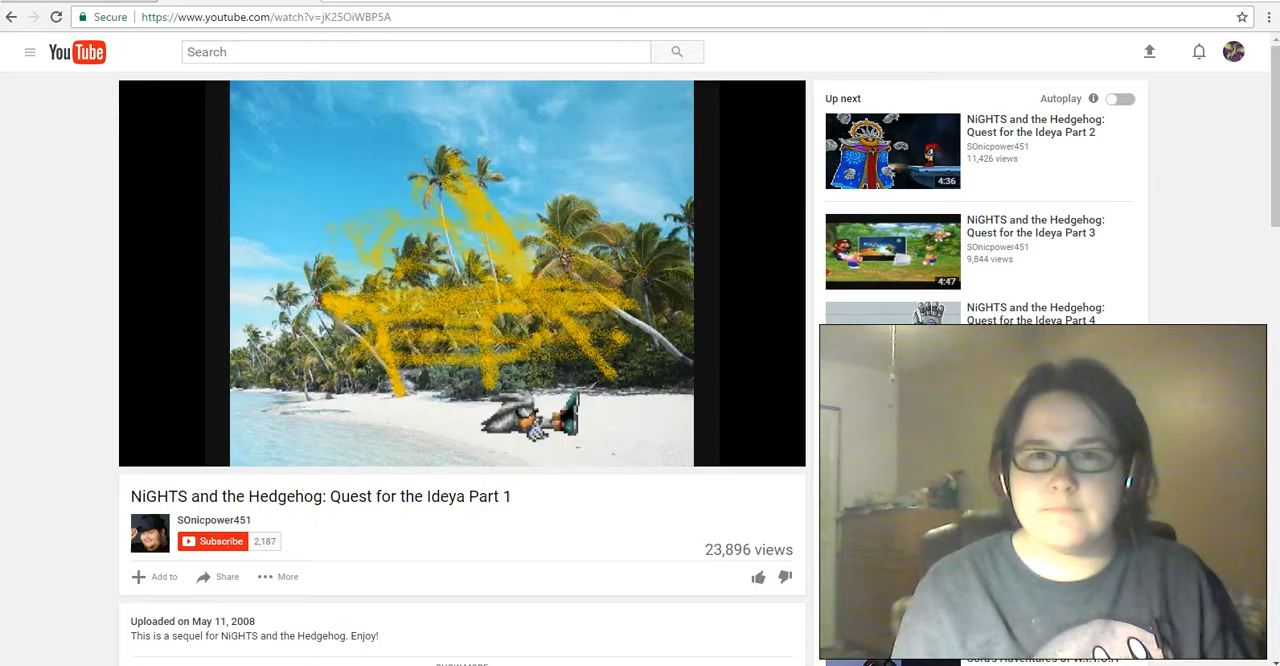 Secure
https://www.youtube.com/watch?v=jK25OiWBP5A
YouTube
Search
Up next
Autoplay
NiGHTS and the Hedgehog:
Quest for the Ideya Part 2
SOnicpower451
11,426 views
4:36
NiGHTS and the Hedgehog:
Quest for the Ideya Part 3
SOnicpower451
9,844 views
4:47
NiGHTS and the Hedgehog:
Quest for the Ideya Part 4
NiGHTS and the Hedgehog: Quest for the Ideya Part 1
SOnicpower451
Subscribe 2,187
23,896 views
Add to Share More
Uploaded on May 11, 2008
This is a sequel for NiGHTS and the Hedgehog. Enjoy!